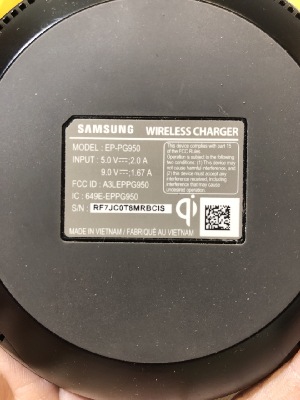 SAMSUNG WIRELESS CHARGER
MODEL : EP-PG950
INPUT : 5.0 V⎓;2.0 A
9.0 V⎓; 1.67 A
FCC ID : A3LEPPG950
IC : 649E-EPPG950
S/N : RF7JC0T8MRBCIS
This device complies with part 15
of the FCC Rules.
Operation is subject to the following
two conditions: (1) This device may
not cause harmful interference, and
(2) this device must accept any
interference received, including
interference that may cause
undesired operation.
qi
MADE IN VIETNAM / FABRIQUÉ AU VIETNAM